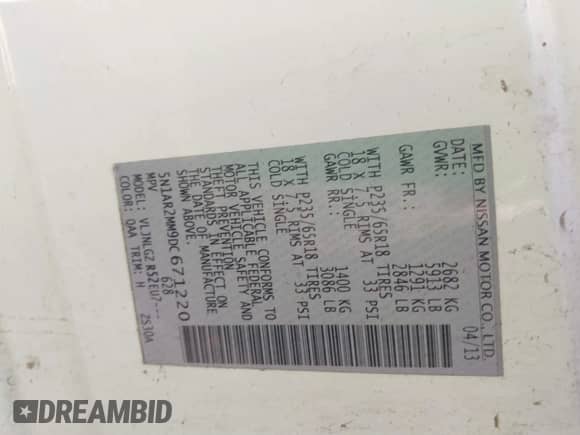 MFD BY NISSAN MOTOR CO., LTD.
DATE: 04/13
GVWR: 2682 KG
5913 LB
GAWR FR.: 1291 KG
2846 LB
WITH P235/65R18 TIRES
18 X 7.5 RIMS AT 33 PSI
COLD SINGLE
GAWR RR.: 1400 KG
3086 LB
WITH P235/65R18 TIRES
18 X 7.5 RIMS AT 33 PSI
COLD SINGLE
THIS VEHICLE CONFORMS TO
ALL APPLICABLE FEDERAL
MOTOR VEHICLE SAFETY AND
THEFT PREVENTION
STANDARDS IN EFFECT ON
THE DATE OF MANUFACTURE
SHOWN ABOVE.
5N1AR2MM9DC671220
MPV 628
MODEL: VLJNLGZ R52EU7---
COLOR: QAA TRIM: H 2S30A
DREAMBID